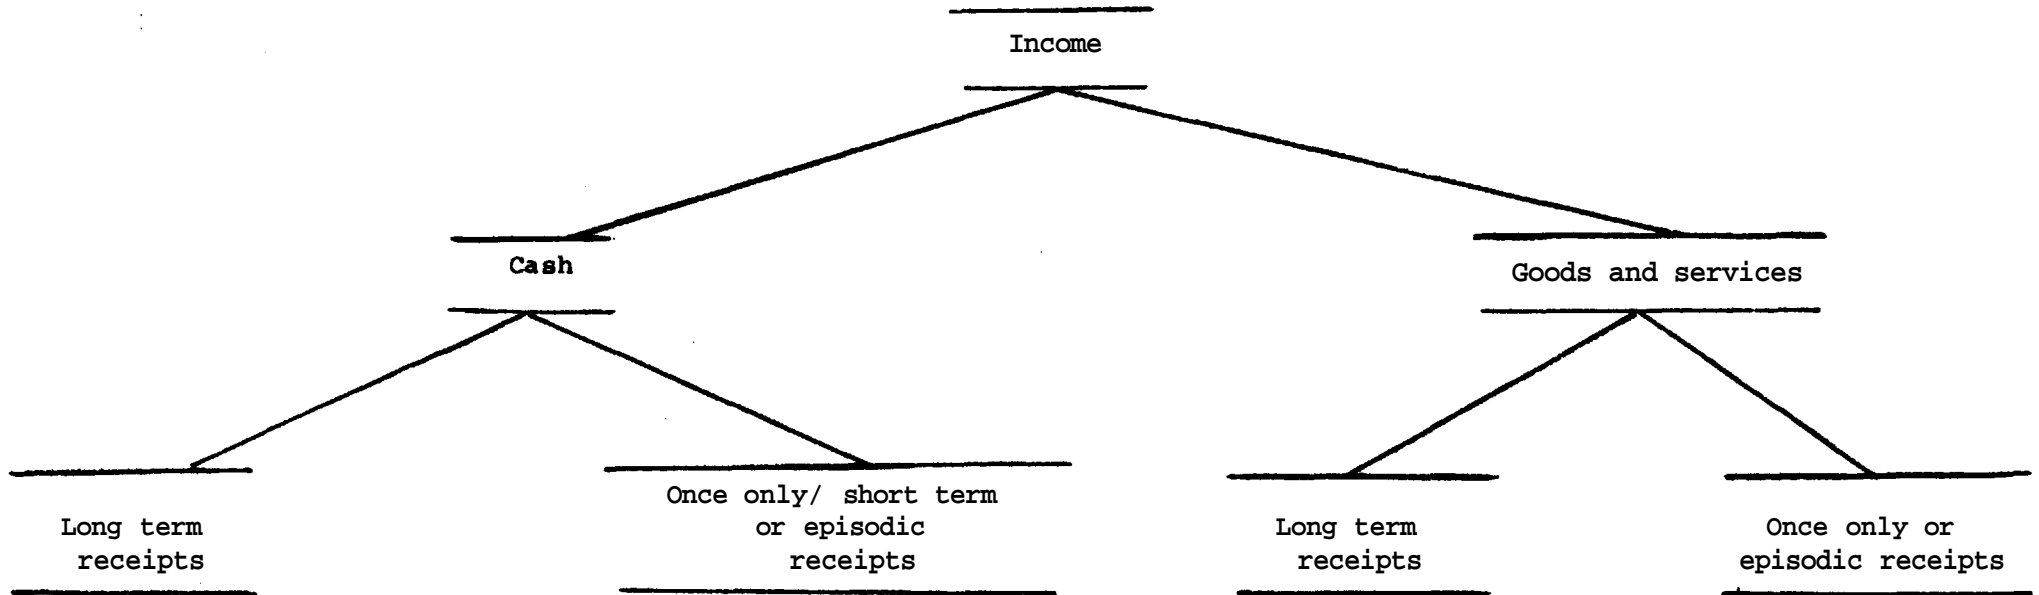 Income
Cash
Goods and services
Long term
receipts
Once only/ short term
or episodic
receipts
Long term
receipts
Once only or
episodic receipts